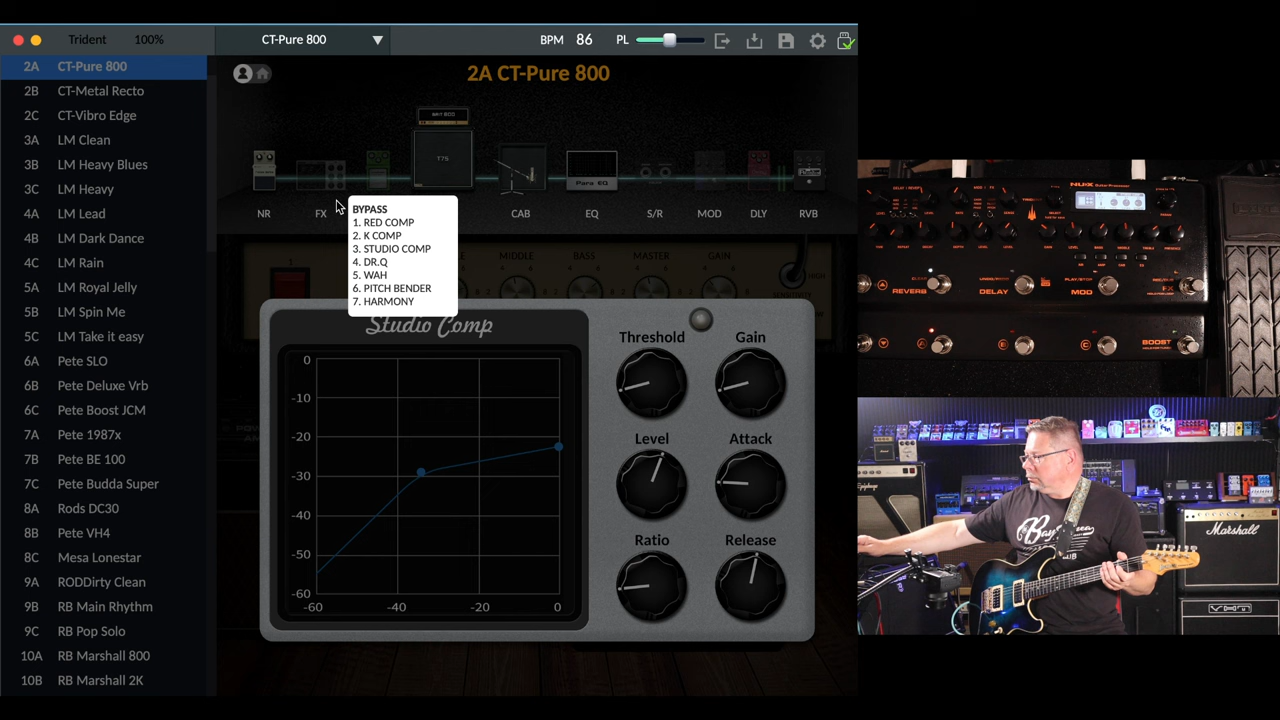 Trident 100% CT-Pure 800 BPM 86 PL
2A CT-Pure 800
2B CT-Metal Recto
2C CT-Vibro Edge
3A LM Clean
3B LM Heavy Blues
3C LM Heavy
4A LM Lead
4B LM Dark Dance
4C LM Rain
5A LM Royal Jelly
5B LM Spin Me
5C LM Take it easy
6A Pete SLO
6B Pete Deluxe Vrb
6C Pete Boost JCM
7A Pete 1987x
7B Pete BE 100
7C Pete Budda Super
8A Rods DC30
8B Pete VH4
8C Mesa Lonestar
9A RODDirty Clean
9B RB Main Rhythm
9C RB Pop Solo
10A RB Marshall 800
10B RB Marshall 2K
2A CT-Pure 800
T75
Para EQ
NR FX CAB EQ S/R MOD DLY RVB
BYPASS
1. RED COMP
2. K COMP
3. STUDIO COMP
4. DR.Q
5. WAH
6. PITCH BENDER
7. HARMONY
MIDDLE BASS MASTER GAIN
HIGH
Studio Comp
Threshold Gain
Level Attack
Ratio Release
0
-10
-20
-30
-40
-50
-60
-60 -40 -20 0
NUX
REVERB DELAY MOD FX
A B C BOOST
Marshall
VHT